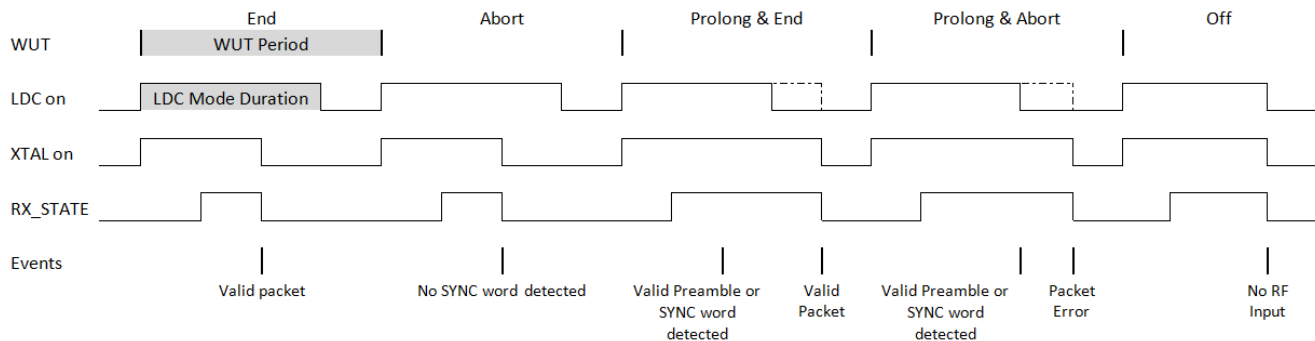 End
Abort
Prolong & End
Prolong & Abort
Off
WUT
WUT Period
LDC on
LDC Mode Duration
XTAL on
RX_STATE
Events
Valid packet
No SYNC word detected
Valid Preamble or
SYNC word
detected
Valid
Packet
Valid Preamble or
SYNC word
detected
Packet
Error
No RF
Input